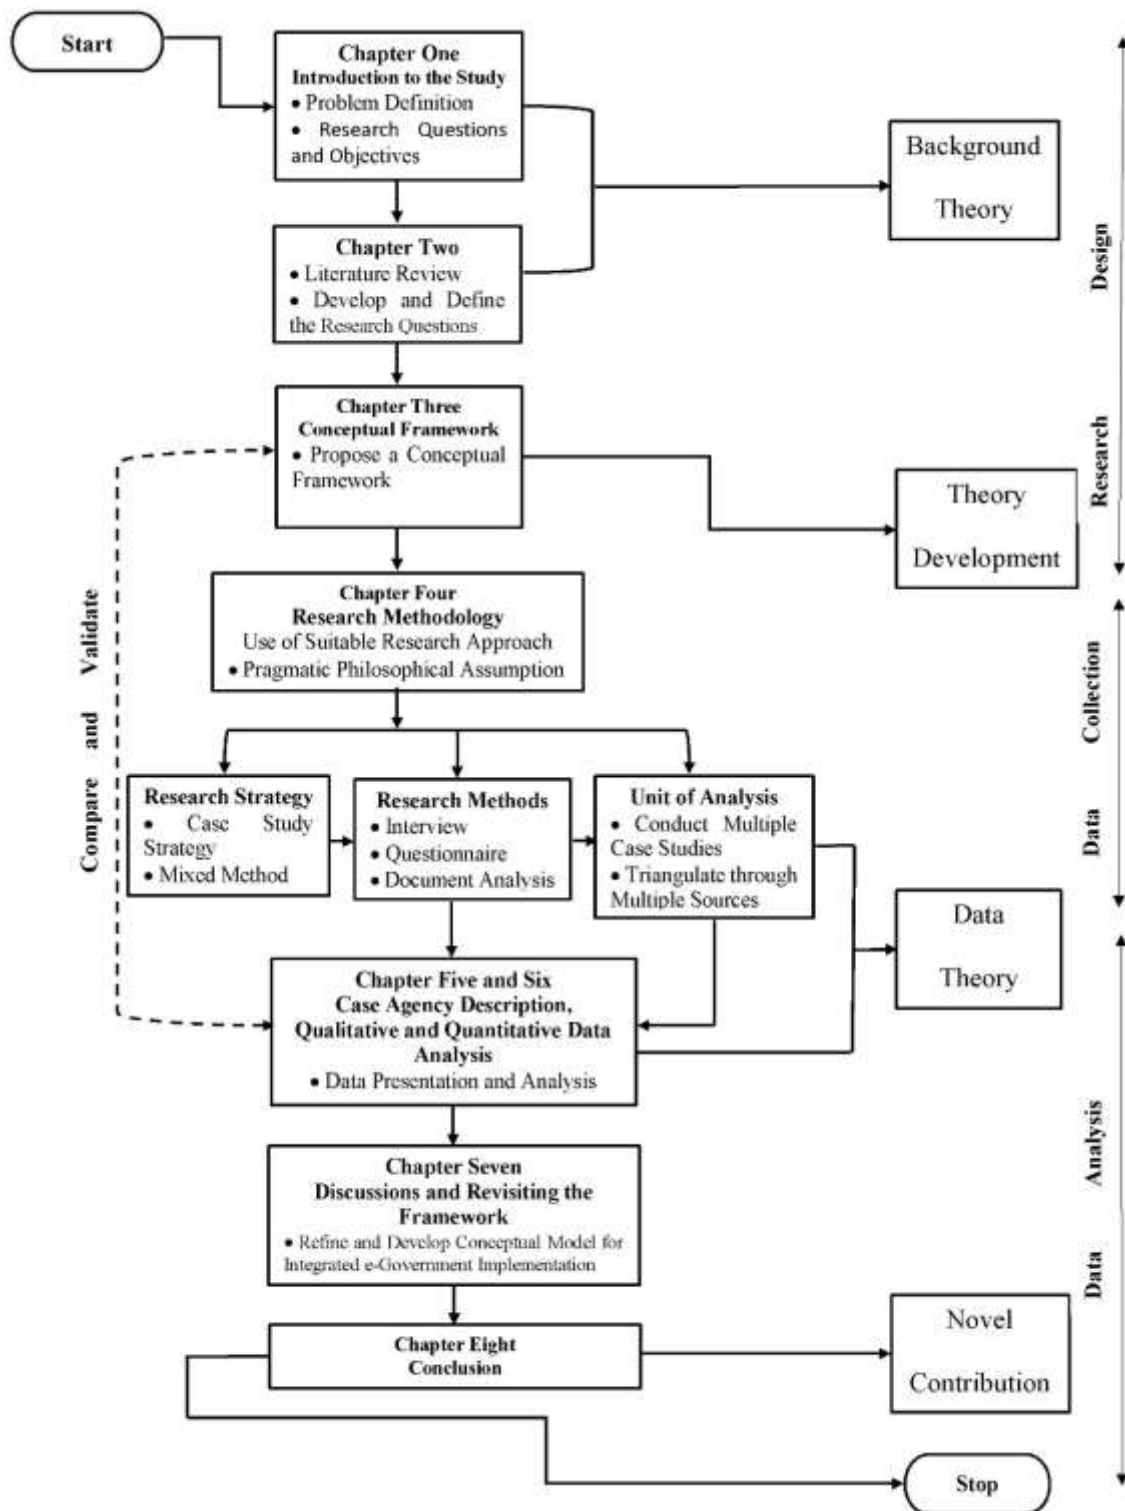 Start
Chapter One
Introduction to the Study
● Problem Definition
● Research Questions
and Objectives
Background
Theory
Chapter Two
● Literature Review
● Develop and Define
the Research Questions
Design
Research
Chapter Three
Conceptual Framework
● Propose a Conceptual
Framework
Theory
Development
Chapter Four
Research Methodology
Use of Suitable Research Approach
● Pragmatic Philosophical Assumption
Compare and Validate
Collection
Data
Research Strategy
● Case Study
Strategy
● Mixed Method
Research Methods
● Interview
● Questionnaire
● Document Analysis
Unit of Analysis
● Conduct Multiple
Case Studies
● Triangulate through
Multiple Sources
Data
Theory
Chapter Five and Six
Case Agency Description,
Qualitative and Quantitative Data
Analysis
● Data Presentation and Analysis
Analysis
Data
Chapter Seven
Discussions and Revisiting the
Framework
● Refine and Develop Conceptual Model for
Integrated e-Government Implementation
Chapter Eight
Conclusion
Novel
Contribution
Stop